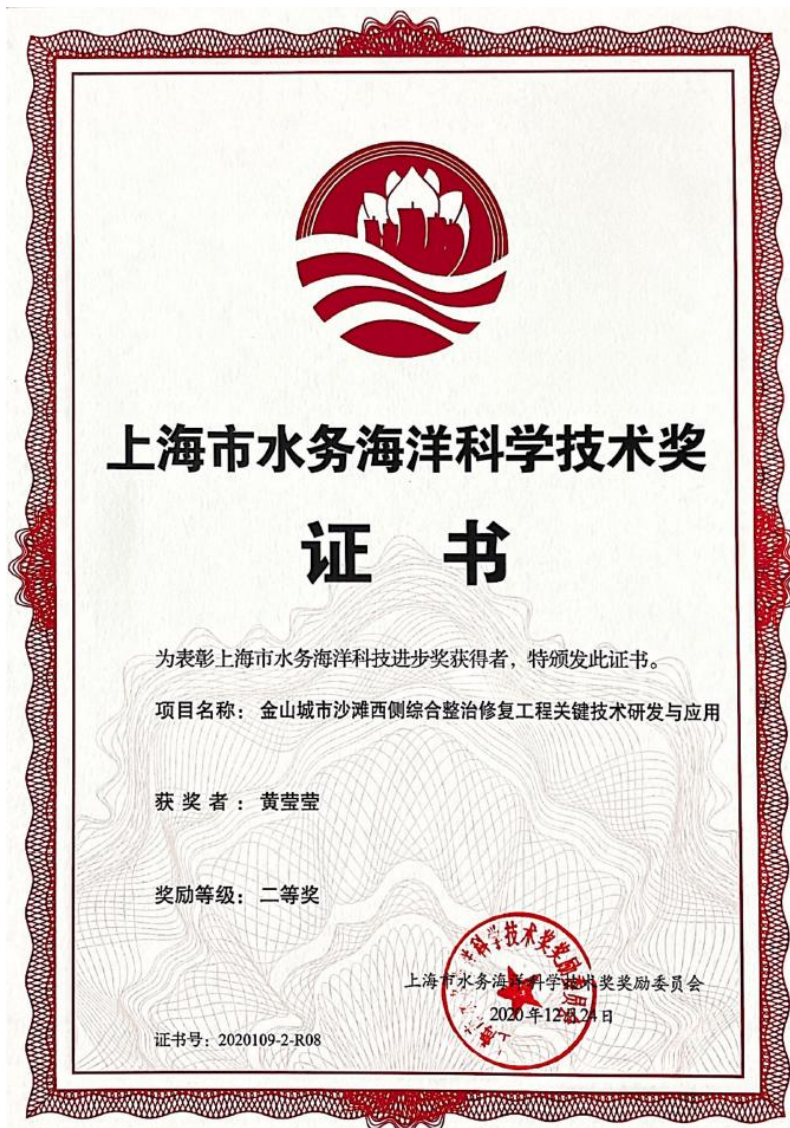 上海市水务海洋科学技术奖
证 书
为表彰上海市水务海洋科技进步奖获得者，特颁发此证书。
项目名称：金山城市沙滩西侧综合整治修复工程关键技术研发与应用
获奖者：黄莹莹
奖励等级：二等奖
上海市水务海洋科学技术奖奖励委员会
2020年12月24日
证书号：2020109-2-R08